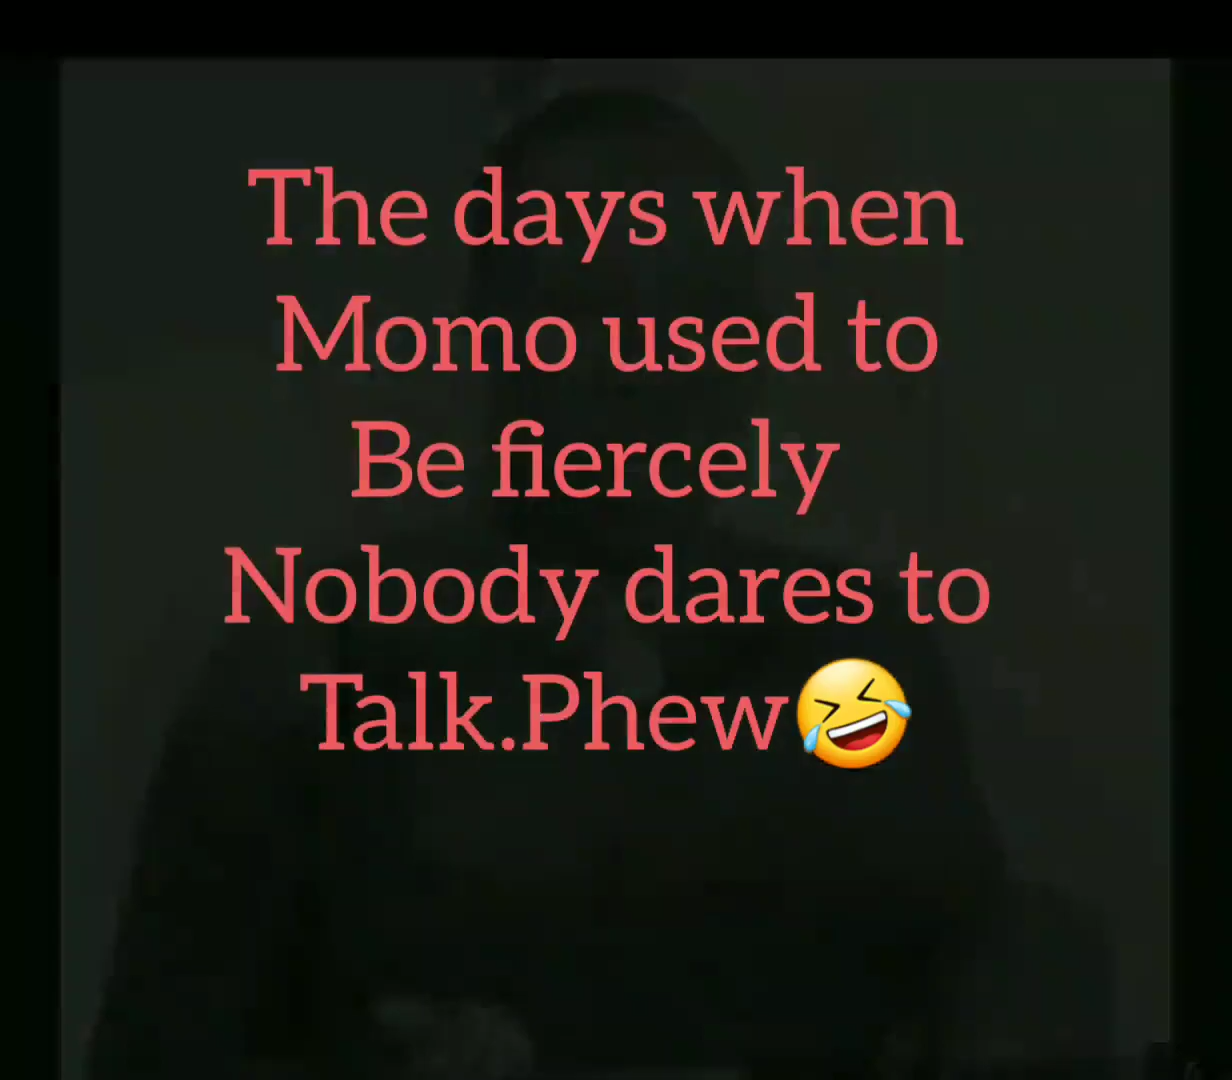 The days when
Momo used to
Be fiercely
Nobody dares to
Talk.Phew🤣